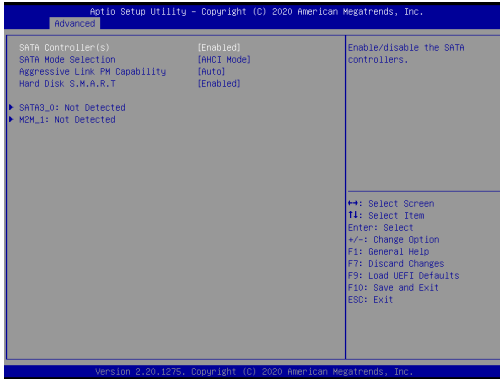 Aptio Setup Utility – Copyright (C) 2020 American Megatrends, Inc.
Advanced
SATA Controller(s) [Enabled]
SATA Mode Selection [AHCI Mode]
Aggressive Link PM Capability [Auto]
Hard Disk S.M.A.R.T [Enabled]
SATA3_0: Not Detected
M2M_1: Not Detected
Enable/disable the SATA
controllers.
↔: Select Screen
↑↓: Select Item
Enter: Select
+/-: Change Option
F1: General Help
F7: Discard Changes
F9: Load UEFI Defaults
F10: Save and Exit
ESC: Exit
Version 2.20.1275. Copyright (C) 2020 American Megatrends, Inc.